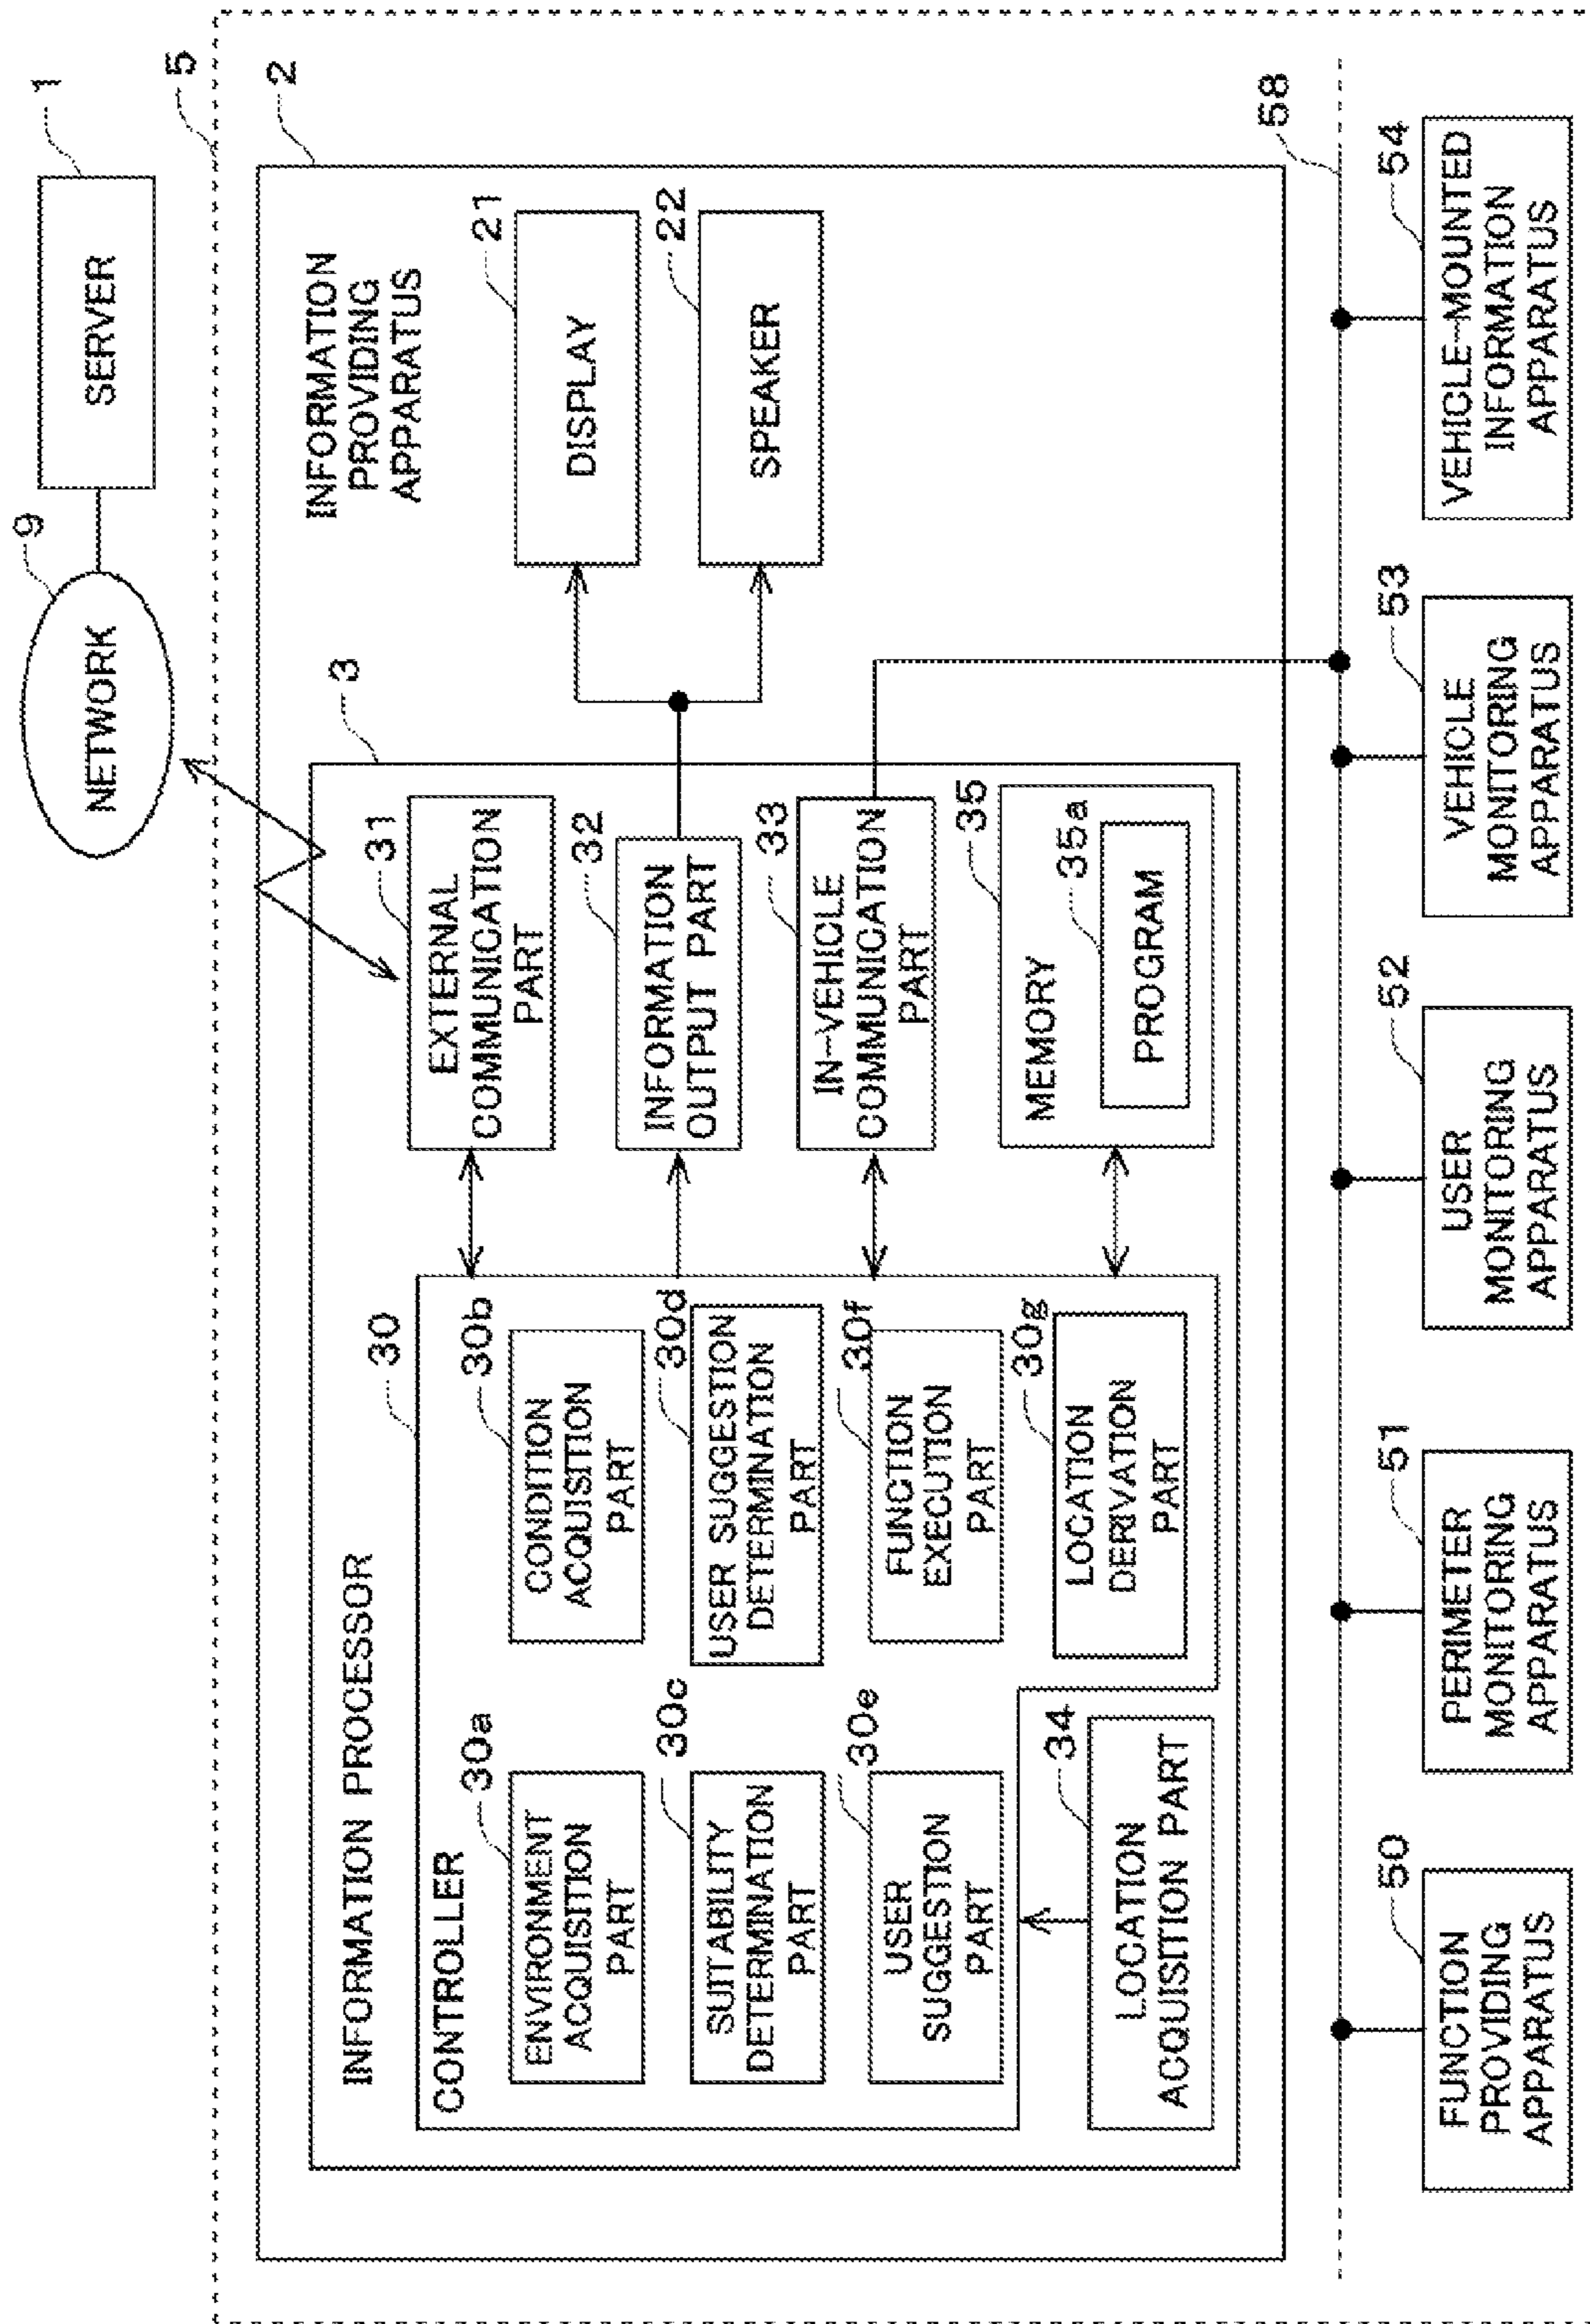 1
SERVER
9
NETWORK
5
2
INFORMATION
PROVIDING
APPARATUS
21
DISPLAY
22
SPEAKER
3
INFORMATION PROCESSOR
30
CONTROLLER
30a
ENVIRONMENT
ACQUISITION
PART
30b
CONDITION
ACQUISITION
PART
30c
SUITABILITY
DETERMINATION
PART
30d
USER SUGGESTION
DETERMINATION
PART
30e
USER
SUGGESTION
PART
30f
FUNCTION
EXECUTION
PART
30g
LOCATION
DERIVATION
PART
34
LOCATION
ACQUISITION PART
31
EXTERNAL
COMMUNICATION
PART
32
INFORMATION
OUTPUT PART
33
IN-VEHICLE
COMMUNICATION
PART
35
MEMORY
35a
PROGRAM
58
50
FUNCTION
PROVIDING
APPARATUS
51
PERIMETER
MONITORING
APPARATUS
52
USER
MONITORING
APPARATUS
53
VEHICLE
MONITORING
APPARATUS
54
VEHICLE-MOUNTED
INFORMATION
APPARATUS